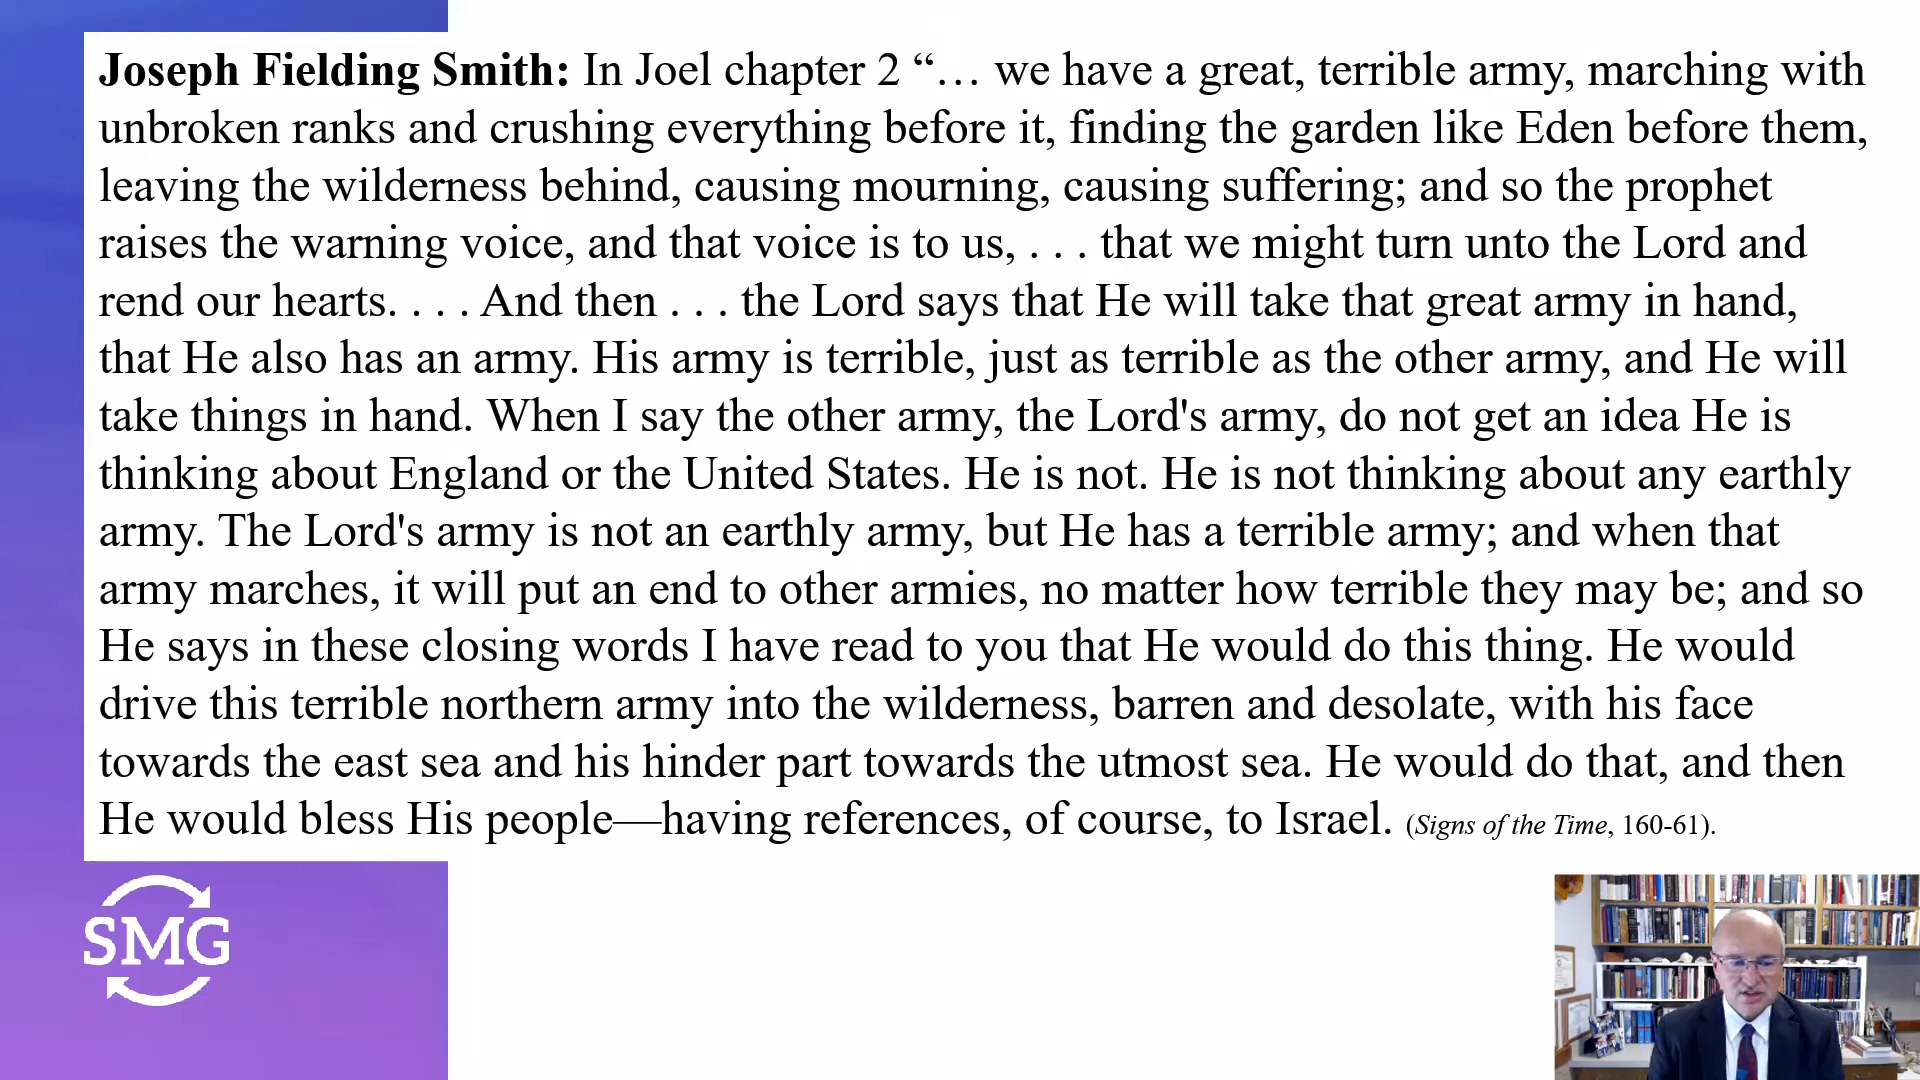 Joseph Fielding Smith: In Joel chapter 2 “… we have a great, terrible army, marching with
unbroken ranks and crushing everything before it, finding the garden like Eden before them,
leaving the wilderness behind, causing mourning, causing suffering; and so the prophet
raises the warning voice, and that voice is to us, . . . that we might turn unto the Lord and
rend our hearts. . . . And then . . . the Lord says that He will take that great army in hand,
that He also has an army. His army is terrible, just as terrible as the other army, and He will
take things in hand. When I say the other army, the Lord's army, do not get an idea He is
thinking about England or the United States. He is not. He is not thinking about any earthly
army. The Lord's army is not an earthly army, but He has a terrible army; and when that
army marches, it will put an end to other armies, no matter how terrible they may be; and so
He says in these closing words I have read to you that He would do this thing. He would
drive this terrible northern army into the wilderness, barren and desolate, with his face
towards the east sea and his hinder part towards the utmost sea. He would do that, and then
He would bless His people—having references, of course, to Israel. (Signs of the Time, 160-61).
SMG